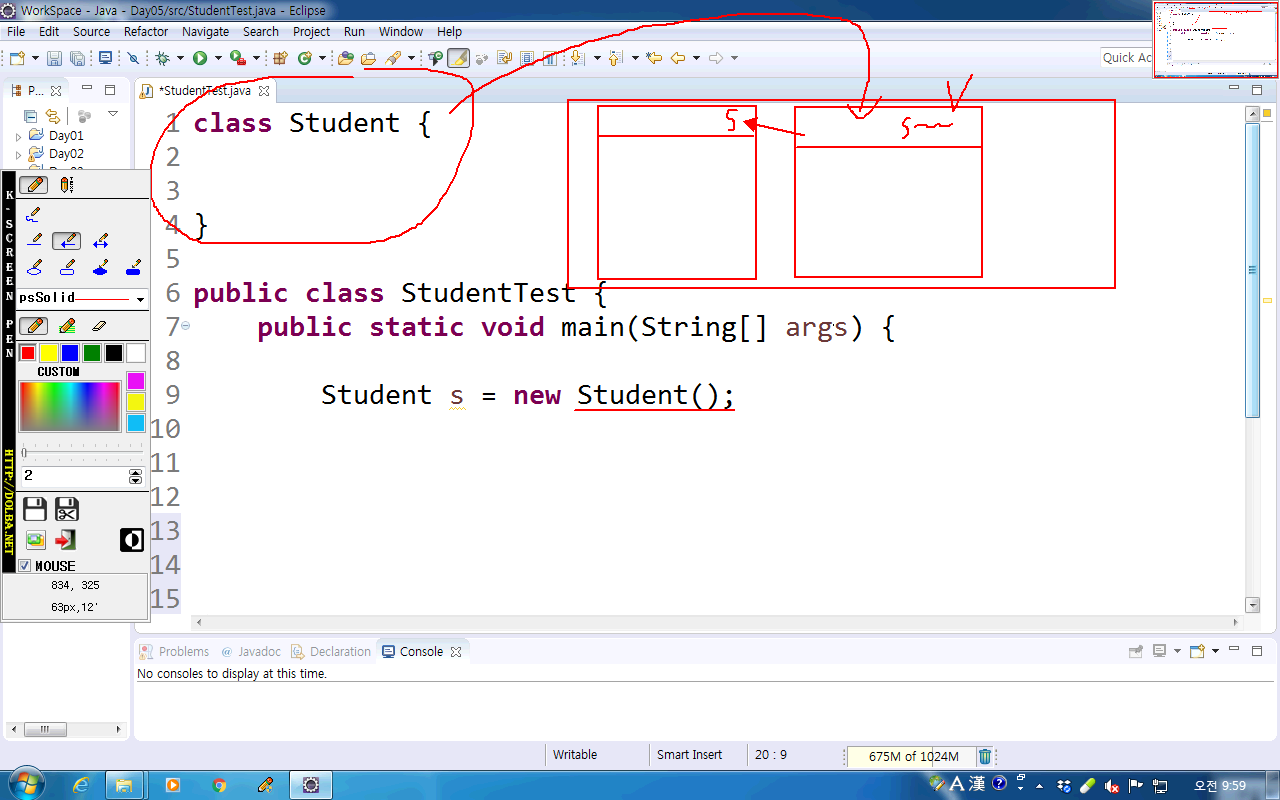 WorkSpace - Java - Day05/src/StudentTest.java - Eclipse
File Edit Source Refactor Navigate Search Project Run Window Help
Quick Ac
P...
*StudentTest.java
Day01
Day02
1 class Student {
2
3
4 }
5
6 public class StudentTest {
7 public static void main(String[] args) {
8
9 Student s = new Student();
10
11
12
13
14
15
S
S
K-SCREEN PEN
HTTP://DOLBA.NET
psSolid
CUSTOM
2
MOUSE
834, 325
63px,12'
Problems @ Javadoc Declaration Console
No consoles to display at this time.
Writable Smart Insert 20 : 9 675M of 1024M
A 漢 오전 9:59